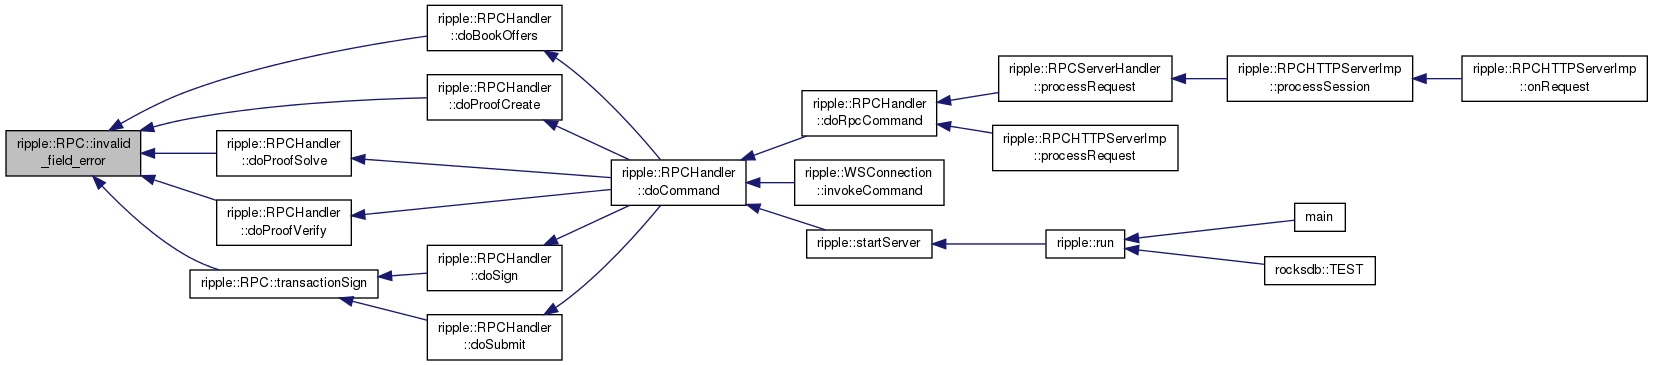 ripple::RPC::invalid
_field_error
ripple::RPCHandler
::doBookOffers
ripple::RPCHandler
::doProofCreate
ripple::RPCHandler
::doProofSolve
ripple::RPCHandler
::doProofVerify
ripple::RPC::transactionSign
ripple::RPCHandler
::doSign
ripple::RPCHandler
::doSubmit
ripple::RPCHandler
::doCommand
ripple::RPCHandler
::doRpcCommand
ripple::WSConnection
::invokeCommand
ripple::startServer
ripple::RPCServerHandler
::processRequest
ripple::RPCHTTPServerImp
::processRequest
ripple::RPCHTTPServerImp
::processSession
ripple::RPCHTTPServerImp
::onRequest
ripple::run
main
rocksdb::TEST